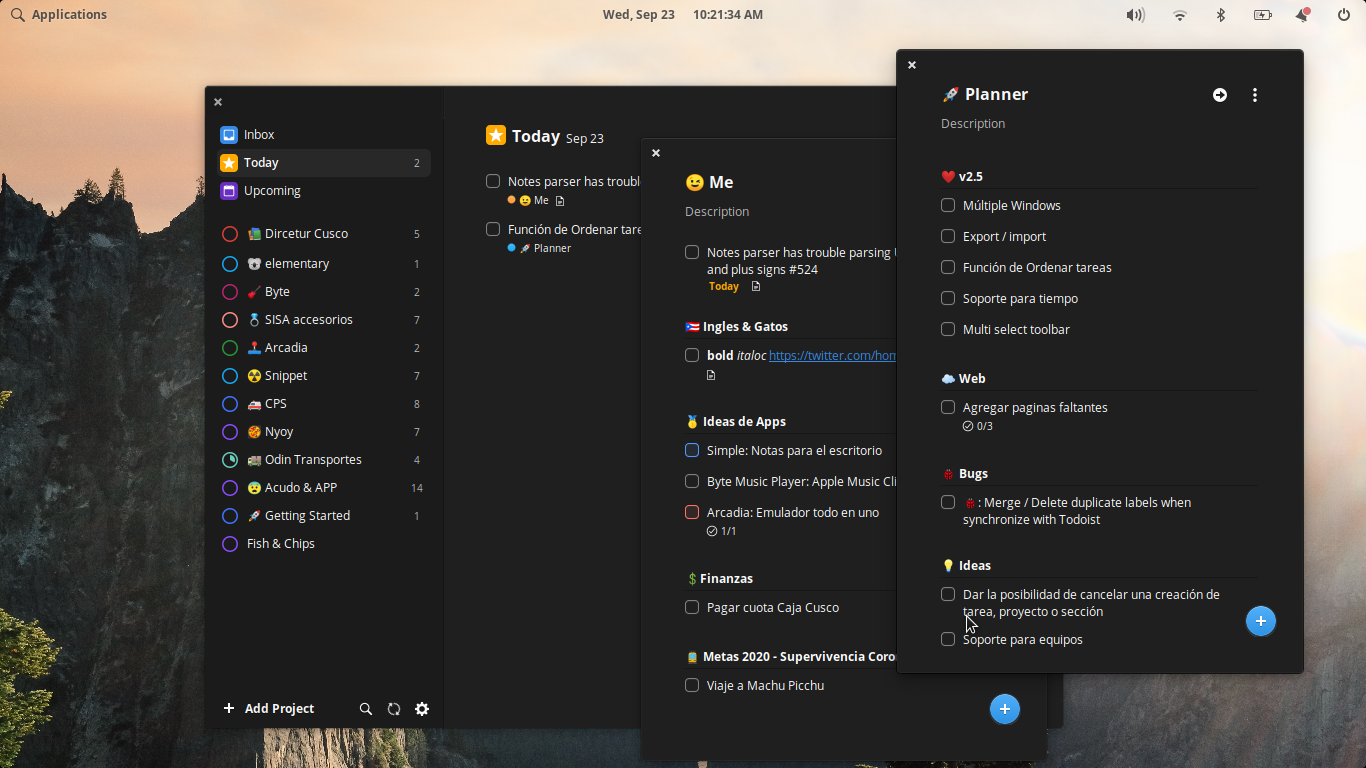 Applications
Wed, Sep 23 10:21:34 AM
Inbox
Today 2
Upcoming
Dircetur Cusco 5
elementary 1
Byte 2
SISA accesorios 7
Arcadia 2
Snippet 7
CPS 8
Nyoy 7
Odin Transportes 4
Acudo & APP 14
Getting Started 1
Fish & Chips
Add Project
Today Sep 23
Notes parser has troubl
Me
Función de Ordenar tare
Planner
Me
Description
Notes parser has trouble parsing
and plus signs #524
Today
Ingles & Gatos
bold italoc https://twitter.com/hom
Ideas de Apps
Simple: Notas para el escritorio
Byte Music Player: Apple Music Cli
Arcadia: Emulador todo en uno
1/1
Finanzas
Pagar cuota Caja Cusco
Metas 2020 - Supervivencia Coro
Viaje a Machu Picchu
Planner
Description
v2.5
Múltiple Windows
Export / import
Función de Ordenar tareas
Soporte para tiempo
Multi select toolbar
Web
Agregar paginas faltantes
0/3
Bugs
: Merge / Delete duplicate labels when
synchronize with Todoist
Ideas
Dar la posibilidad de cancelar una creación de
tarea, proyecto o sección
Soporte para equipos